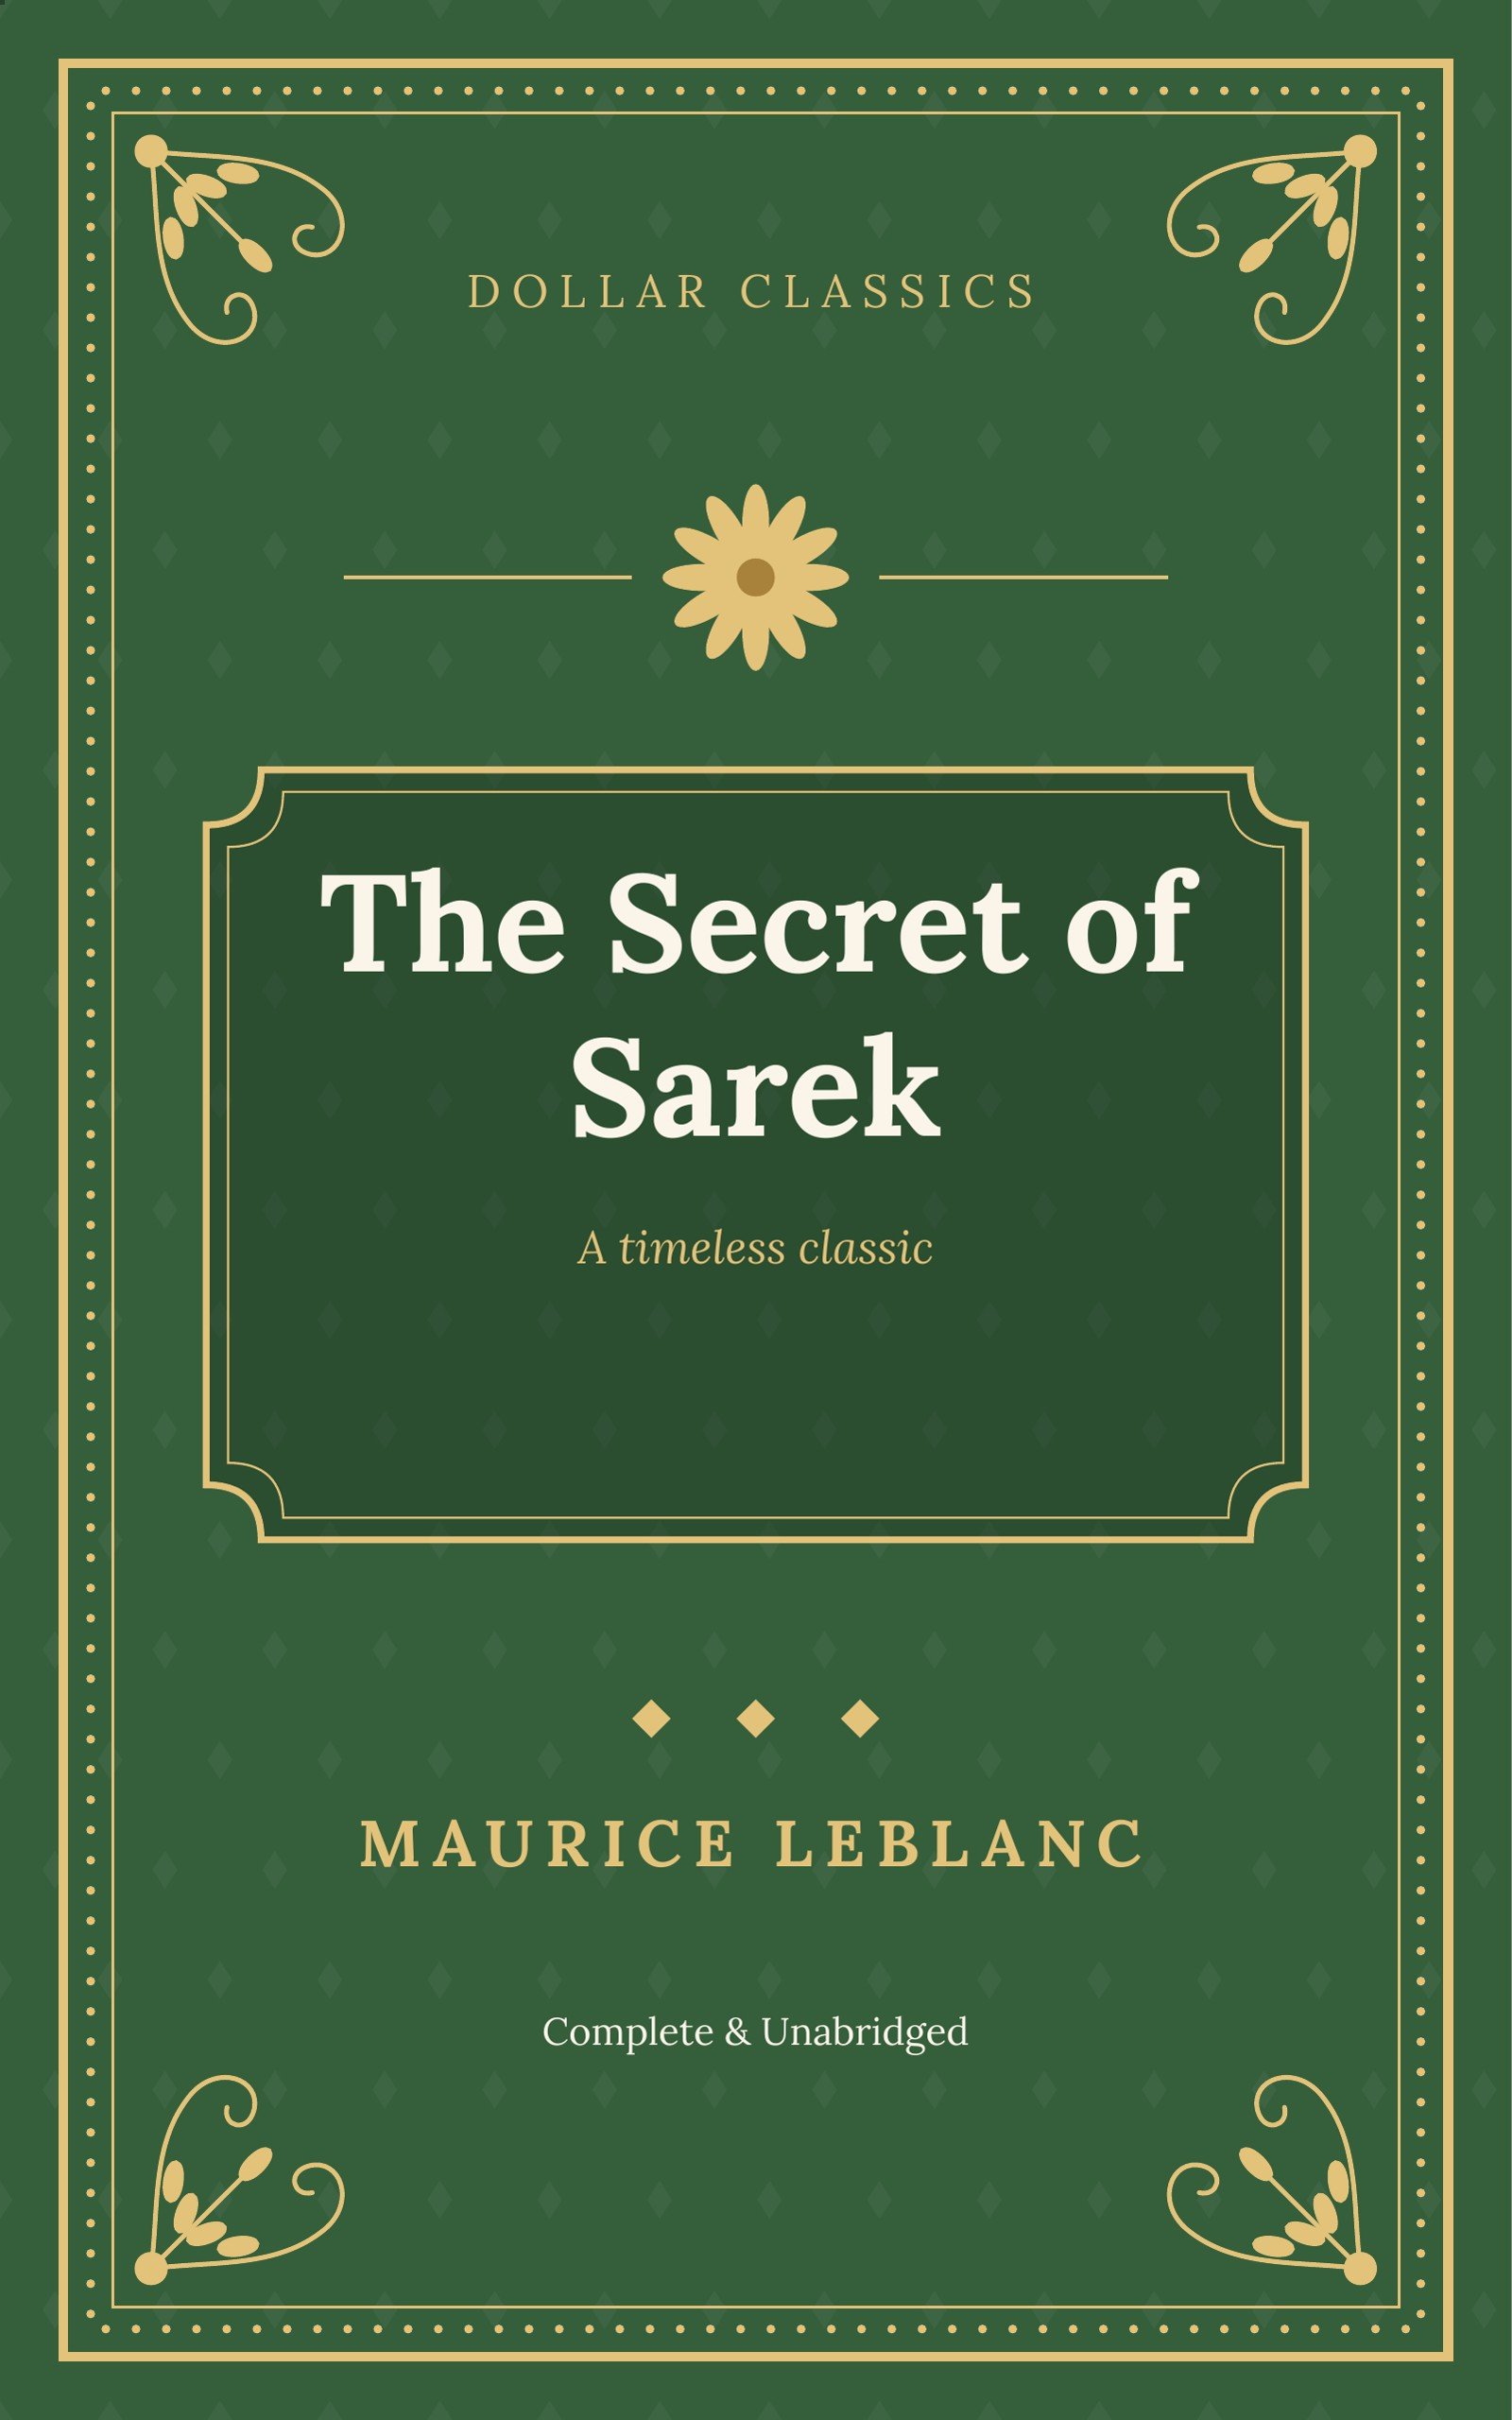 DOLLAR CLASSICS
The Secret of
Sarek
A timeless classic
MAURICE LEBLANC
Complete & Unabridged